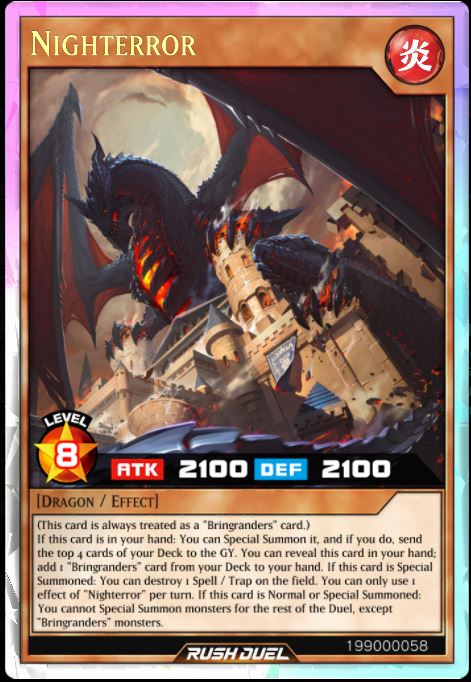 NIGHTERROR
炎
LEVEL
8
ATK 2100 DEF 2100
[DRAGON / EFFECT]
(This card is always treated as a "Bringranders" card.)
If this card is in your hand: You can Special Summon it, and if you do, send
the top 4 cards of your Deck to the GY. You can reveal this card in your hand;
add 1 "Bringranders" card from your Deck to your hand. If this card is Special
Summoned: You can destroy 1 Spell / Trap on the field. You can only use 1
effect of "Nighterror" per turn. If this card is Normal or Special Summoned:
You cannot Special Summon monsters for the rest of the Duel, except
"Bringranders" monsters.
RUSH DUEL
199000058